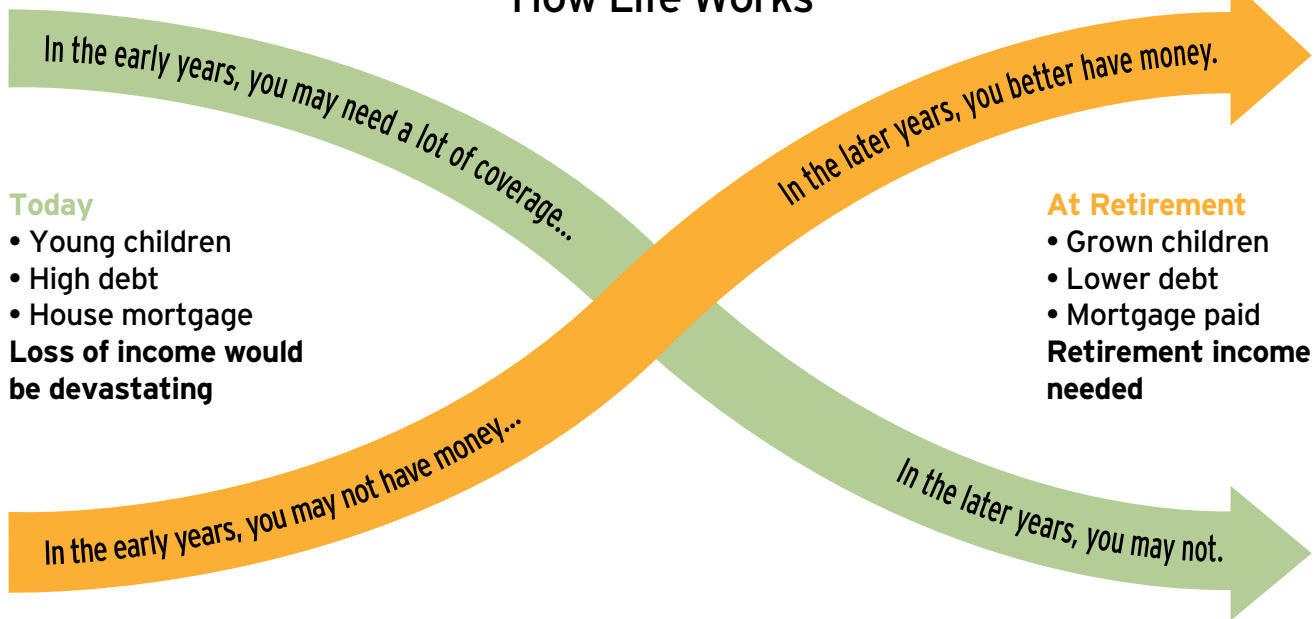 How Life Works
In the early years, you may need a lot of coverage...
In the later years, you better have money.
Today
• Young children
• High debt
• House mortgage
Loss of income would
be devastating
At Retirement
• Grown children
• Lower debt
• Mortgage paid
Retirement income
needed
In the early years, you may not have money...
In the later years, you may not.